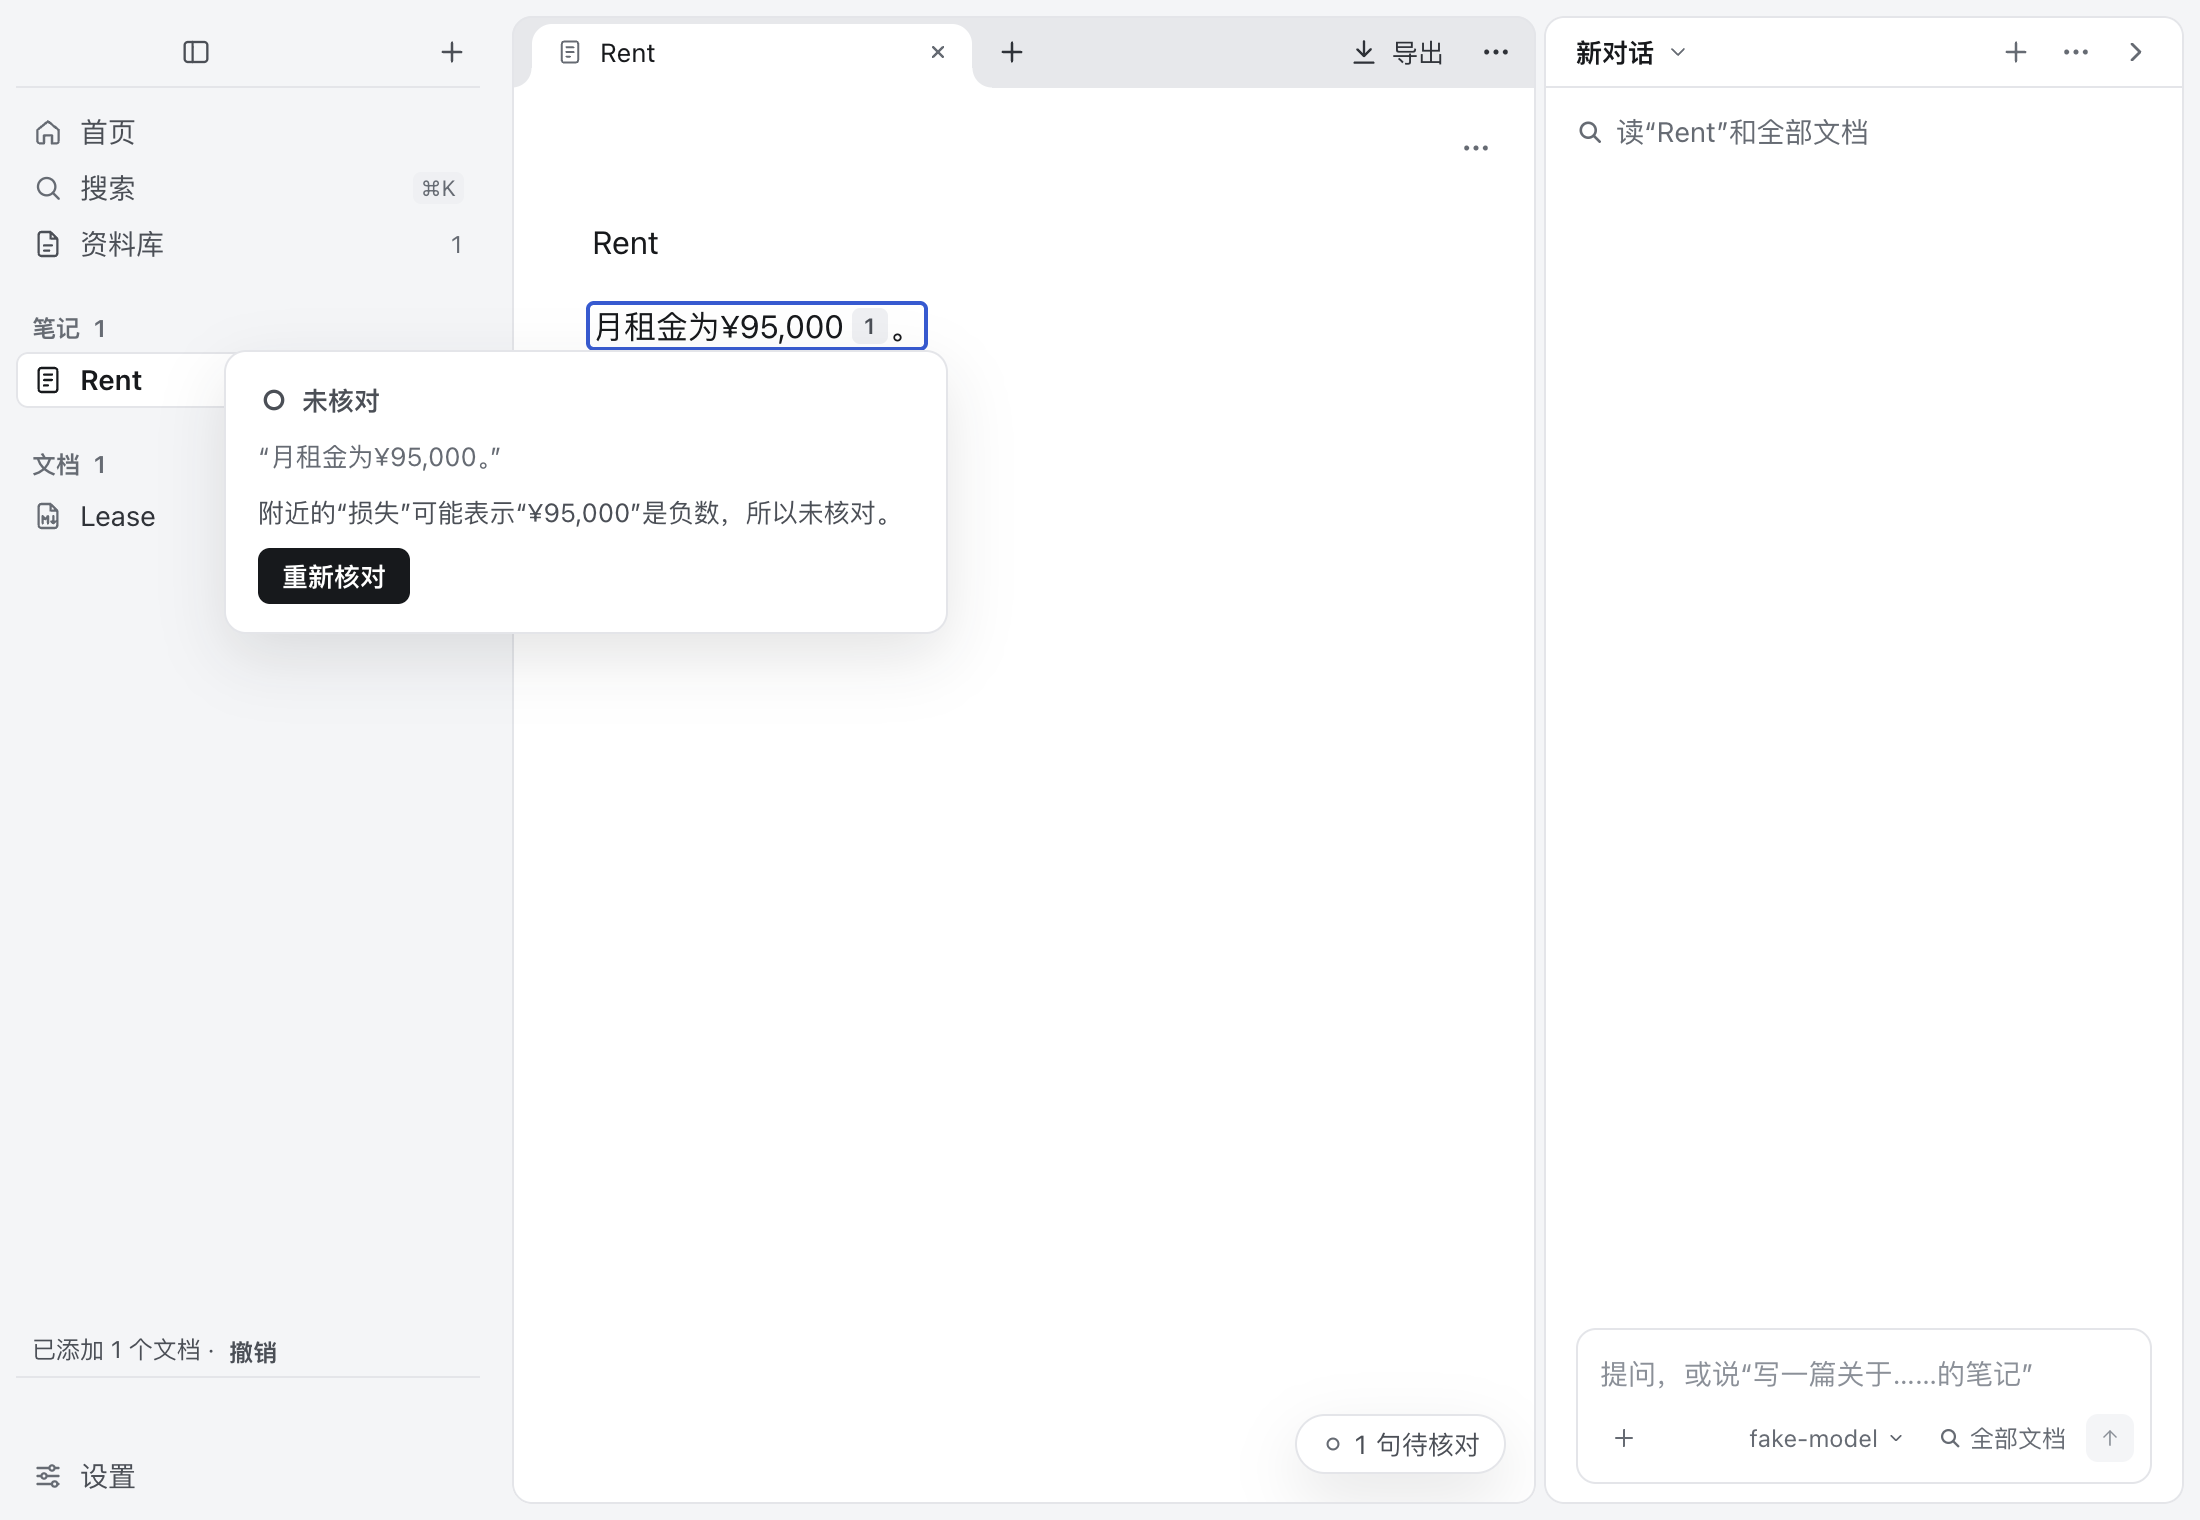 首页
搜索 ⌘K
资料库 1
笔记 1
Rent
文档 1
Lease
已添加 1 个文档 · 撤销
设置
Rent
导出
Rent
月租金为¥95,000 1 。
未核对
“月租金为¥95,000。”
附近的“损失”可能表示“¥95,000”是负数，所以未核对。
重新核对
1 句待核对
新对话
读“Rent”和全部文档
提问，或说“写一篇关于……的笔记”
fake-model 全部文档